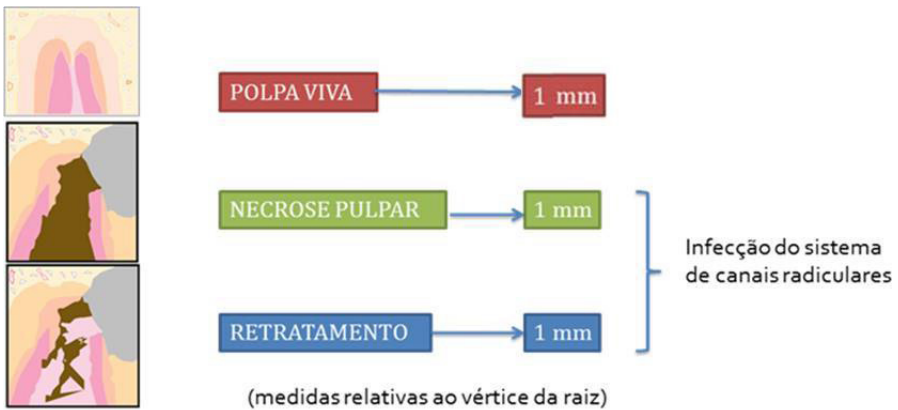 POLPA VIVA
1 mm
NECROSE PULPAR
1 mm
Infecção do sistema
de canais radiculares
RETRATAMENTO
1 mm
(medidas relativas ao vértice da raiz)